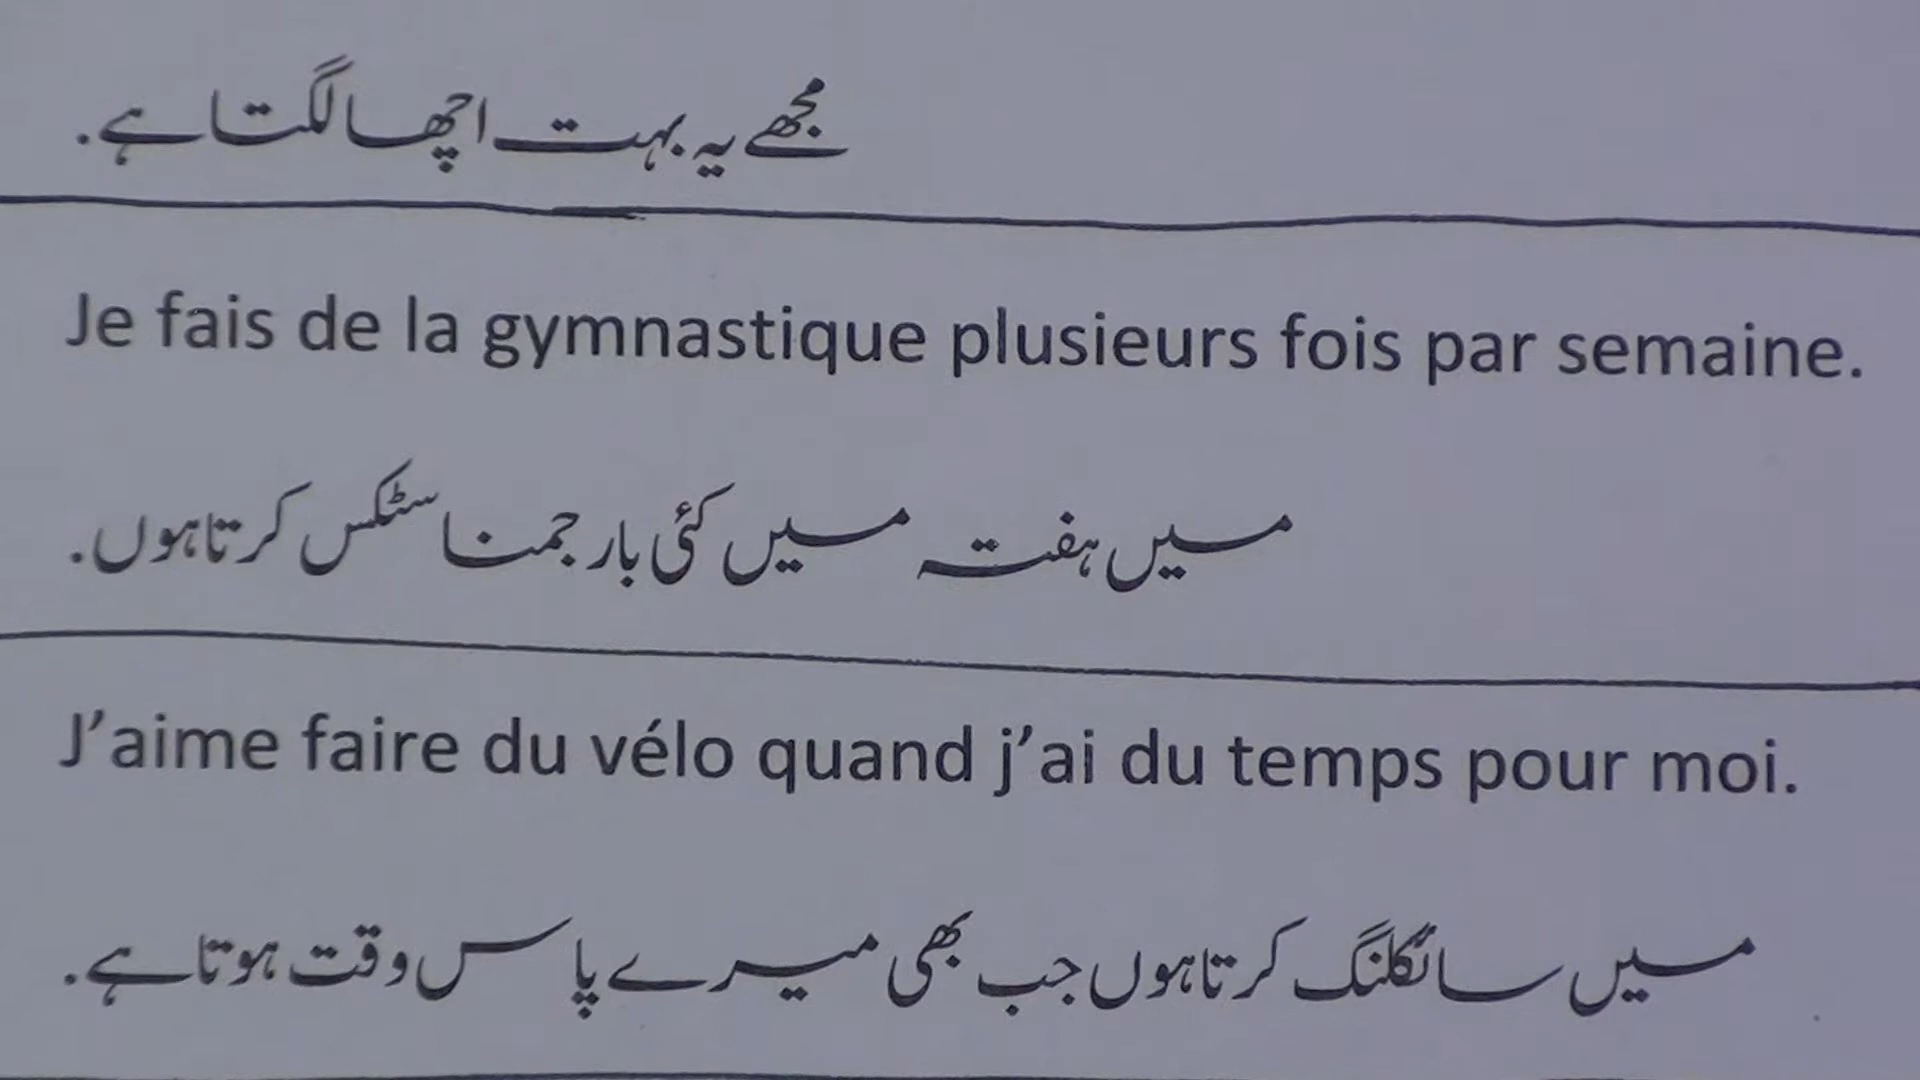 مجھے یہ بہت اچھا لگتا ہے.
Je fais de la gymnastique plusieurs fois par semaine.
میں ہفتہ میں کئی بار جمناسٹکس کرتا ہوں.
J’aime faire du vélo quand j’ai du temps pour moi.
میں سائکلنگ کرتا ہوں جب بھی میرے پاس وقت ہوتا ہے.